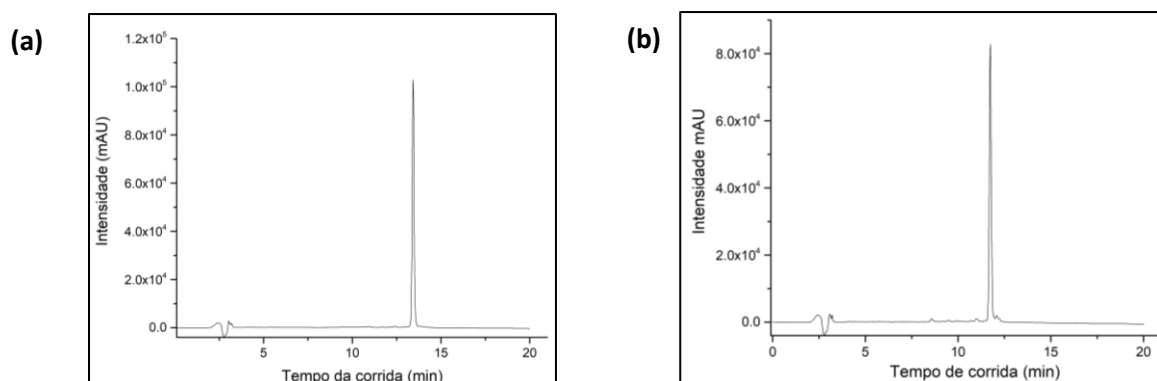 (a)
1.2x10⁵
1.0x10⁵
8.0x10⁴
6.0x10⁴
4.0x10⁴
2.0x10⁴
0.0
Intensidade (mAU)
5 10 15 20
Tempo da corrida (min)
(b)
8.0x10⁴
6.0x10⁴
4.0x10⁴
2.0x10⁴
0.0
Intensidade mAU
0 5 10 15 20
Tempo de corrida (min)